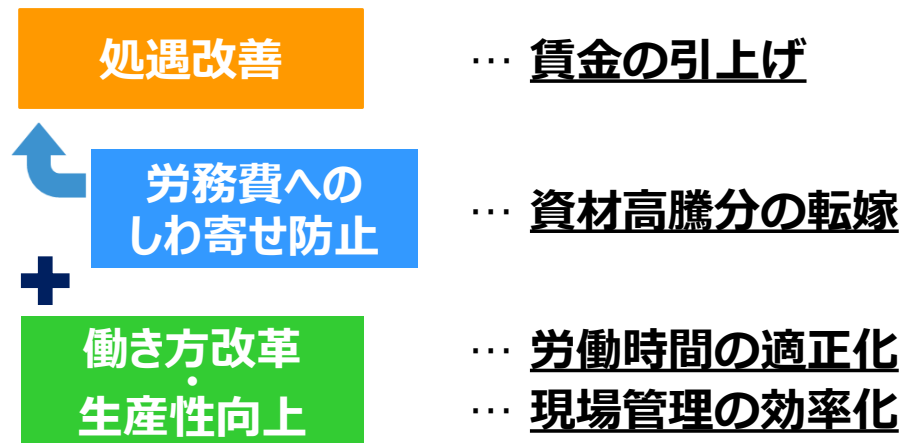 処遇改善 … 賃金の引上げ
労務費への
しわ寄せ防止 … 資材高騰分の転嫁
働き方改革 … 労働時間の適正化
・
生産性向上 … 現場管理の効率化